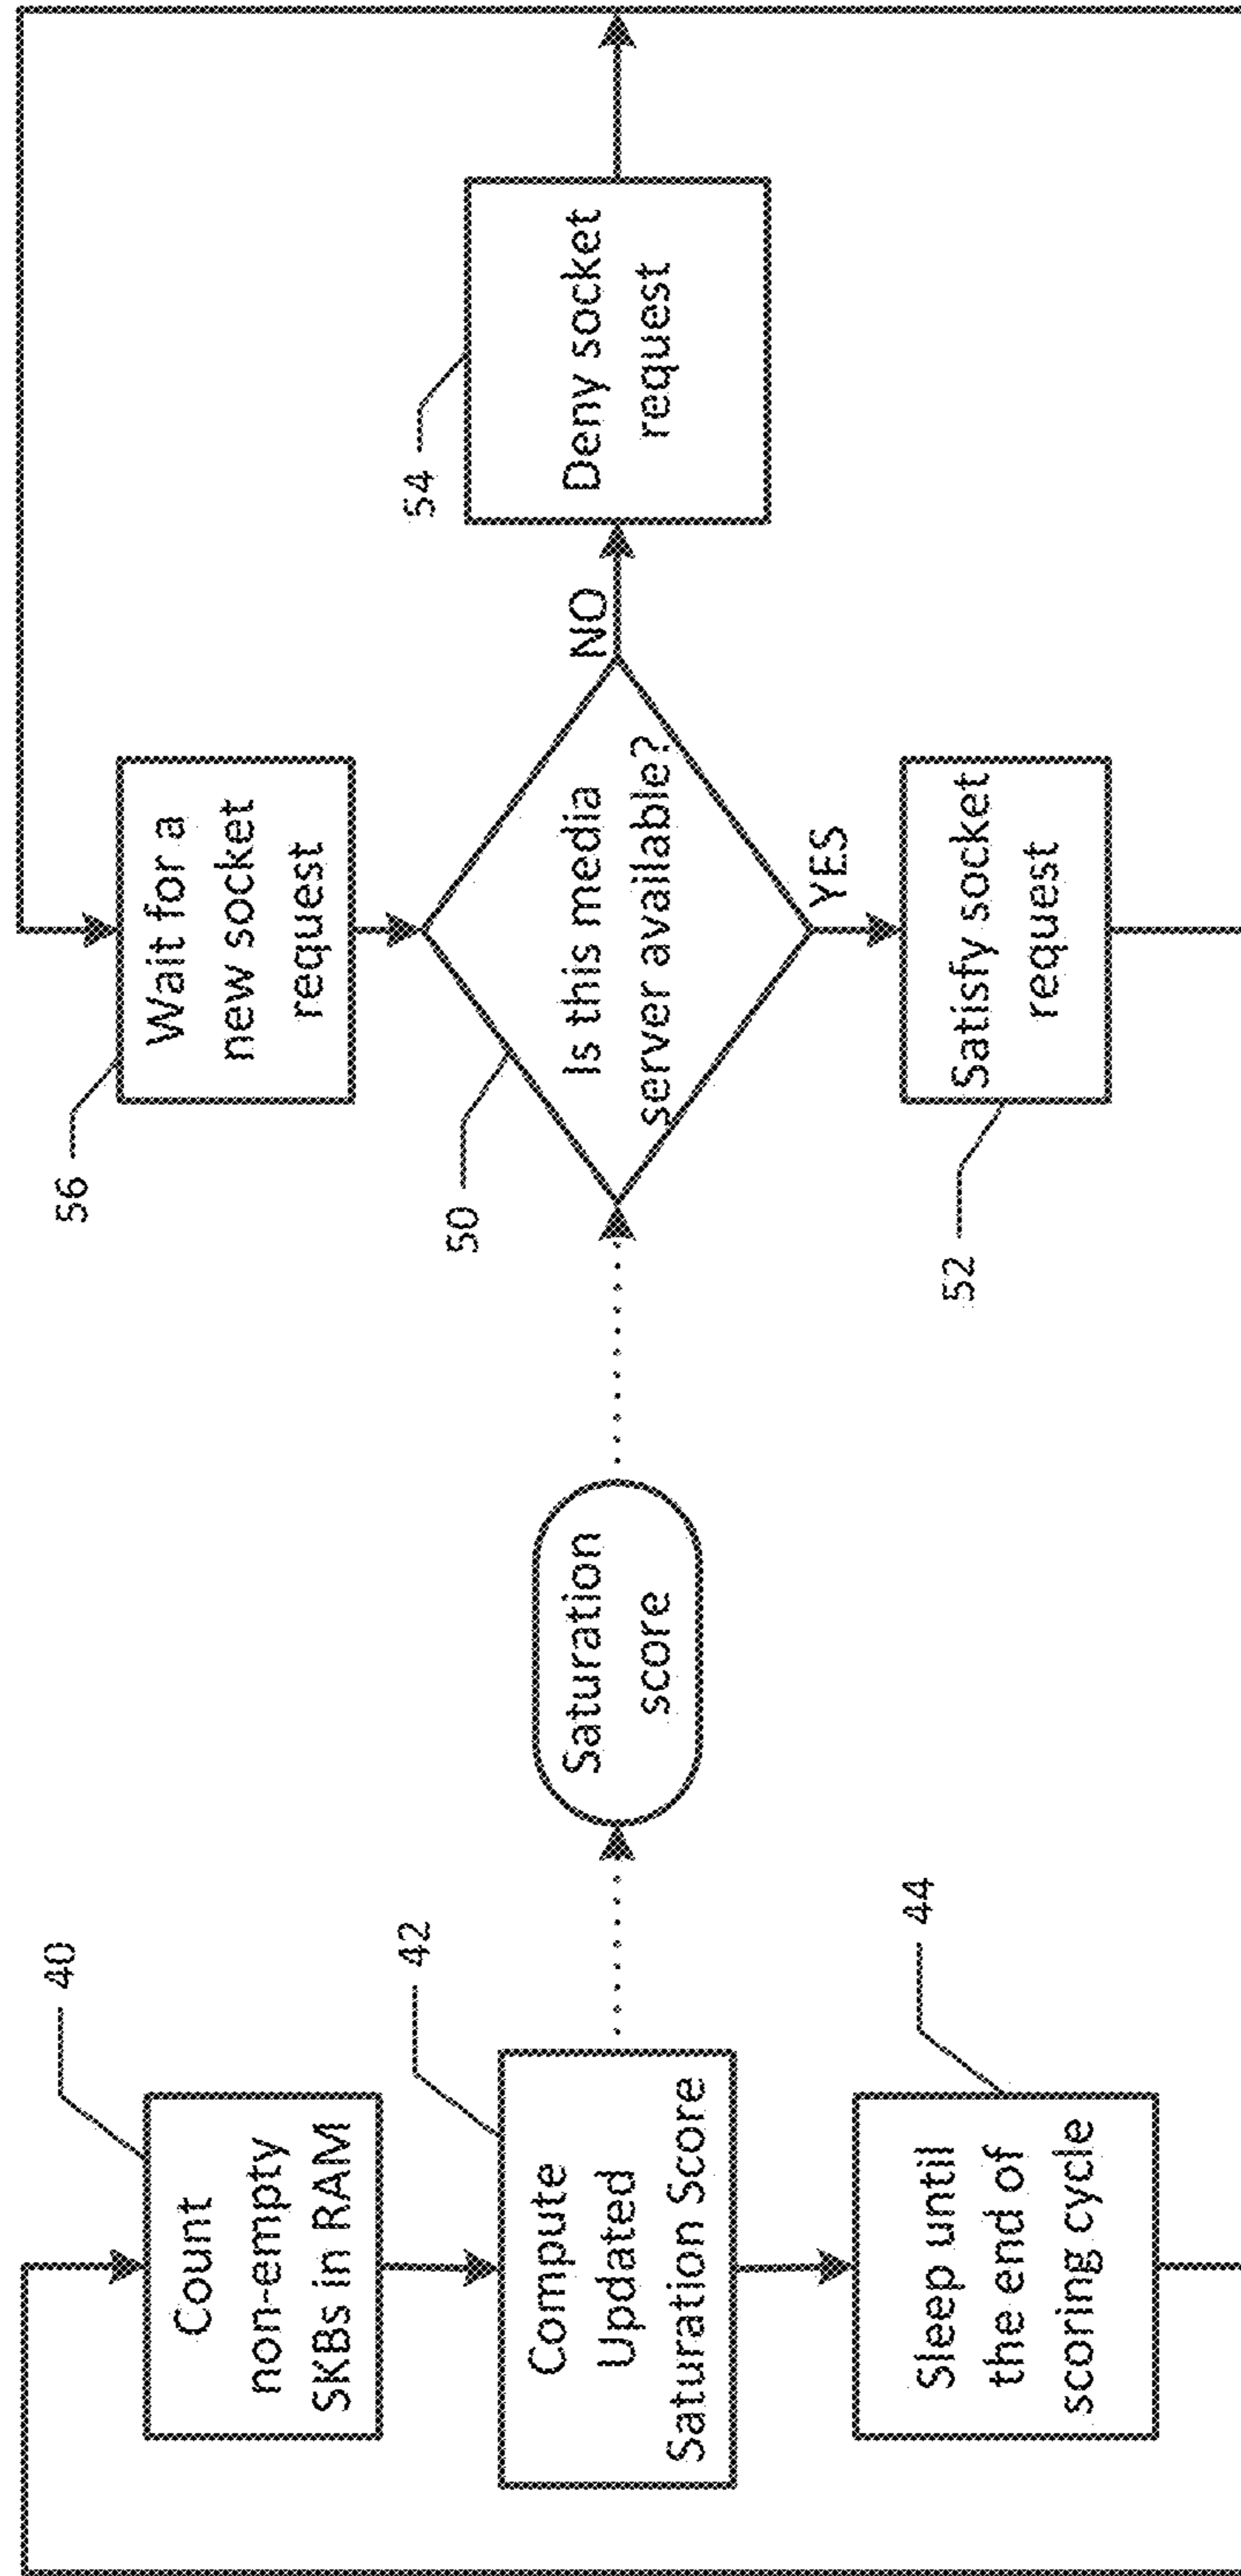 40
Count
non-empty
SKBs in RAM
42
Compute
Updated
Saturation Score
44
Sleep until
the end of
scoring cycle
Saturation
score
56
Wait for a
new socket
request
50
Is this media
server available?
NO
54
Deny socket
request
YES
52
Satisfy socket
request